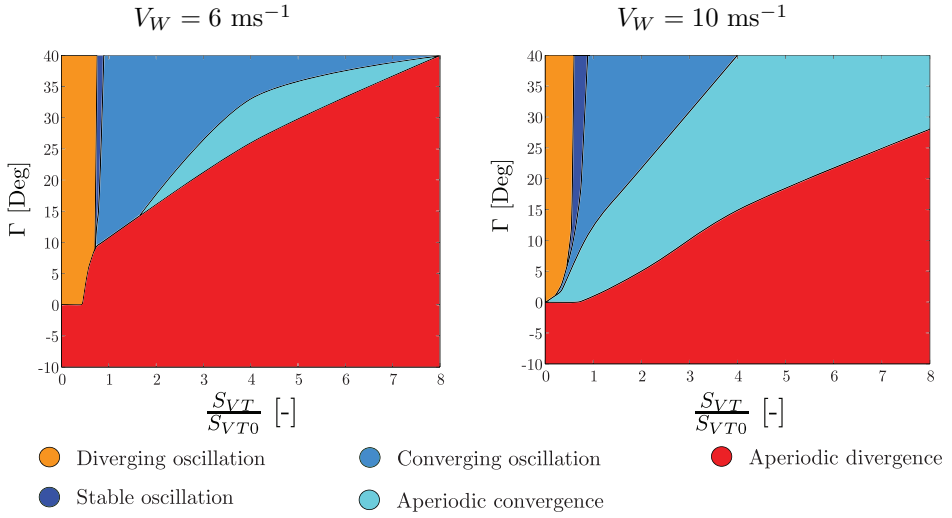 V_W = 6 ms⁻¹
V_W = 10 ms⁻¹
40
35
30
25
20
15
10
5
0
-5
-10
Γ [Deg]
0 1 2 3 4 5 6 7 8
S_VT / S_VT0 [-]
40
35
30
25
20
15
10
5
0
-5
-10
Γ [Deg]
0 1 2 3 4 5 6 7 8
S_VT / S_VT0 [-]
Diverging oscillation
Converging oscillation
Aperiodic divergence
Stable oscillation
Aperiodic convergence